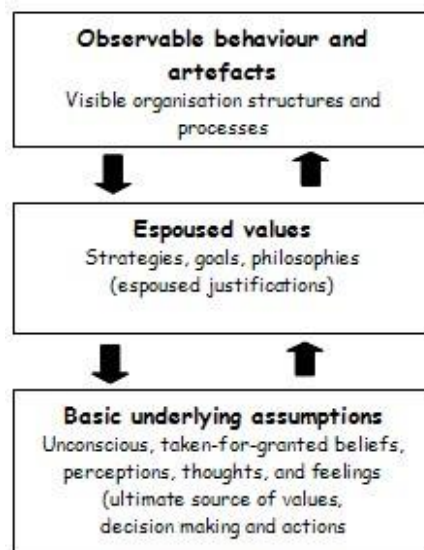 Observable behaviour and
artefacts
Visible organisation structures and
processes
Espoused values
Strategies, goals, philosophies
(espoused justifications)
Basic underlying assumptions
Unconscious, taken-for-granted beliefs,
perceptions, thoughts, and feelings
(ultimate source of values,
decision making and actions